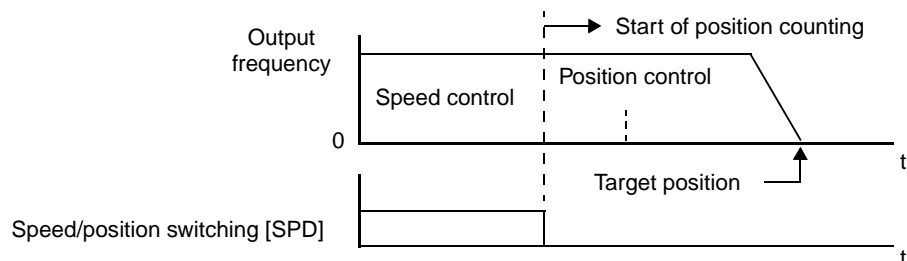 Output
frequency
Start of position counting
Speed control
Position control
0
t
Target position
Speed/position switching [SPD]
t